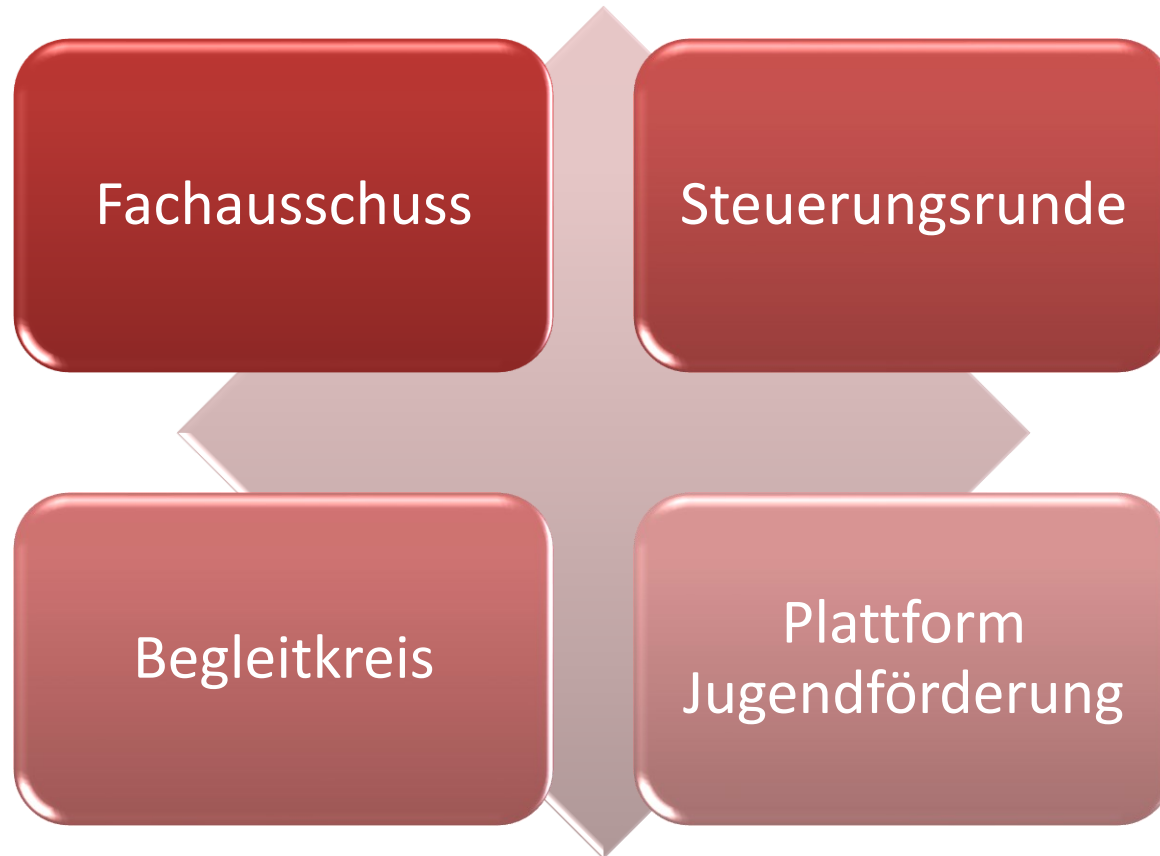 Fachausschuss
Steuerungsrunde
Begleitkreis
Plattform
Jugendförderung